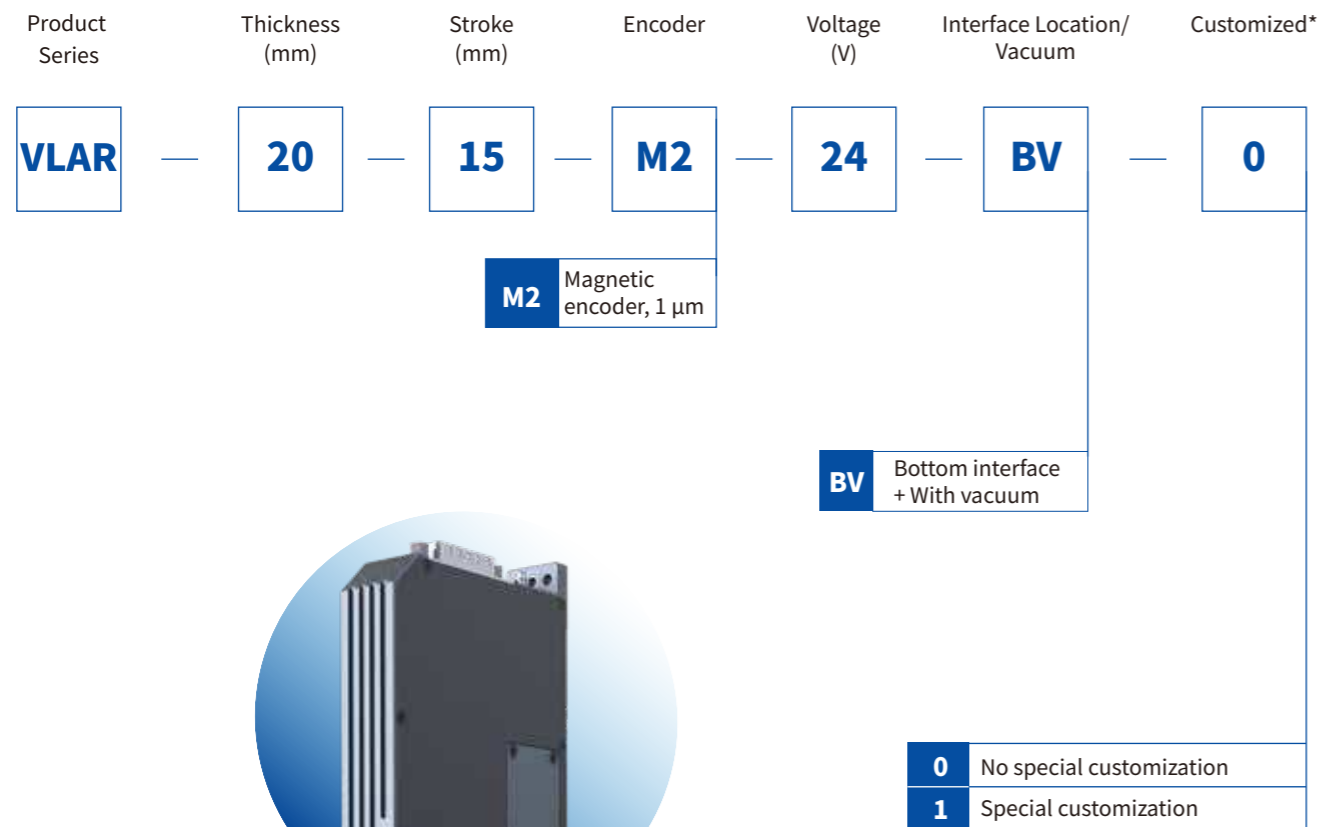 Product
Series
Thickness
(mm)
Stroke
(mm)
Encoder
Voltage
(V)
Interface Location/
Vacuum
Customized*
VLAR — 20 — 15 — M2 — 24 — BV — 0
M2
Magnetic
encoder, 1 μm
BV
Bottom interface
+ With vacuum
0 No special customization
1 Special customization